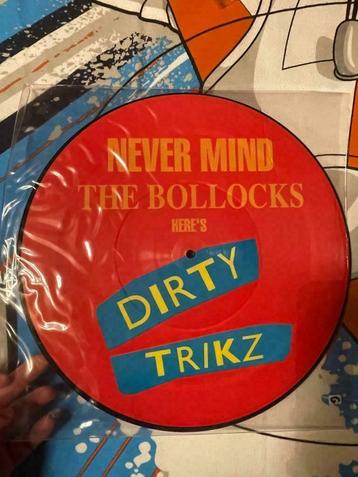 NEVER MIND
THE BOLLOCKS
HERE'S
DIRTY
TRIKZ